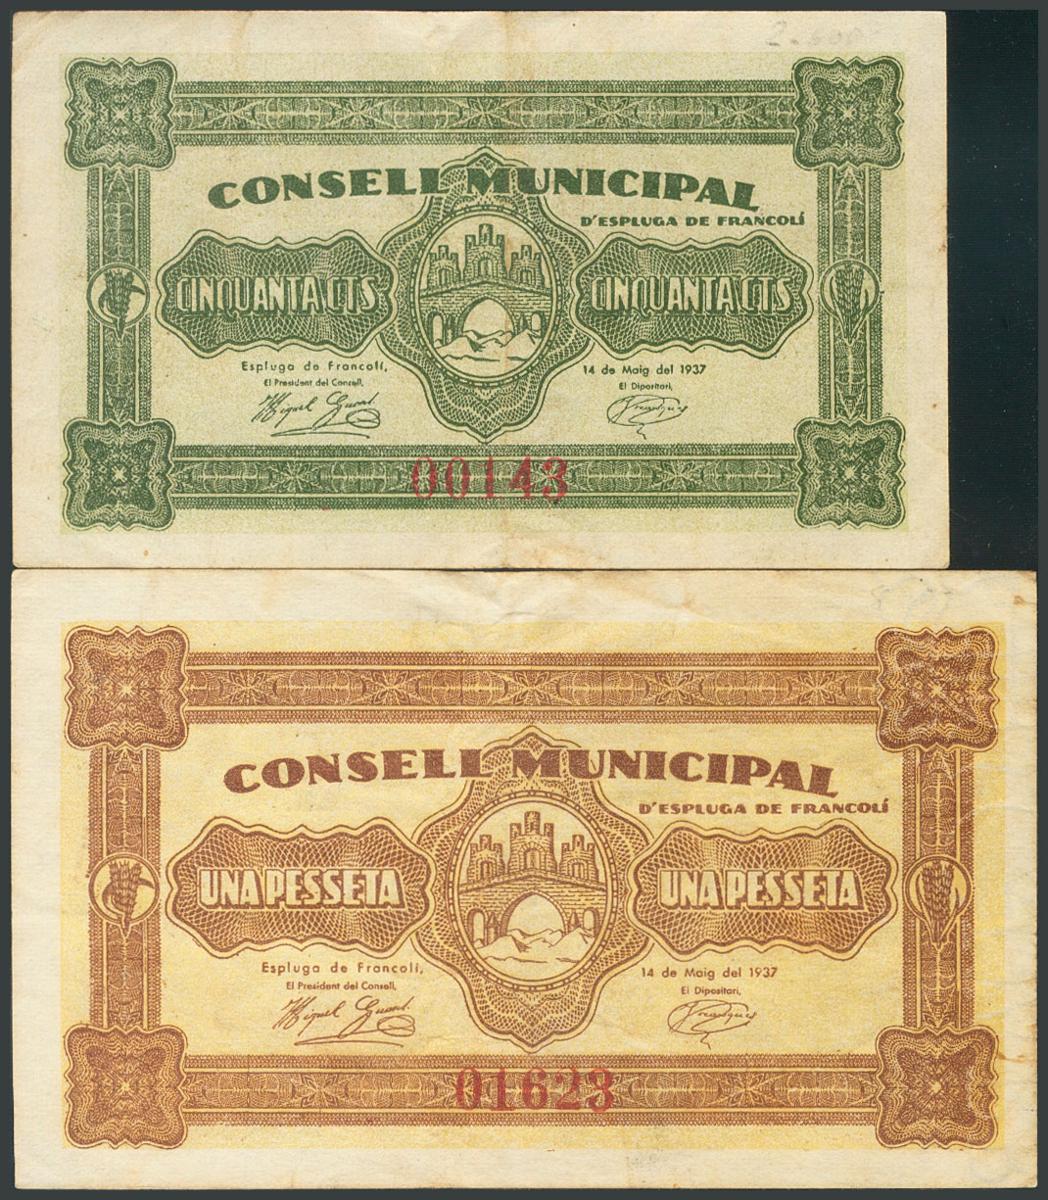 CONSELL MUNICIPAL
D'ESPLUGA DE FRANCOLÍ
CINQUANTA CTS CINQUANTA CTS
Espluga de Francolí, 14 de Maig del 1937
El President del Consell, El Dipositari,
Miquel
00143
CONSELL MUNICIPAL
D'ESPLUGA DE FRANCOLÍ
UNA PESSETA UNA PESSETA
Espluga de Francolí, 14 de Maig del 1937
El President del Consell, El Dipositari,
Miquel
01623